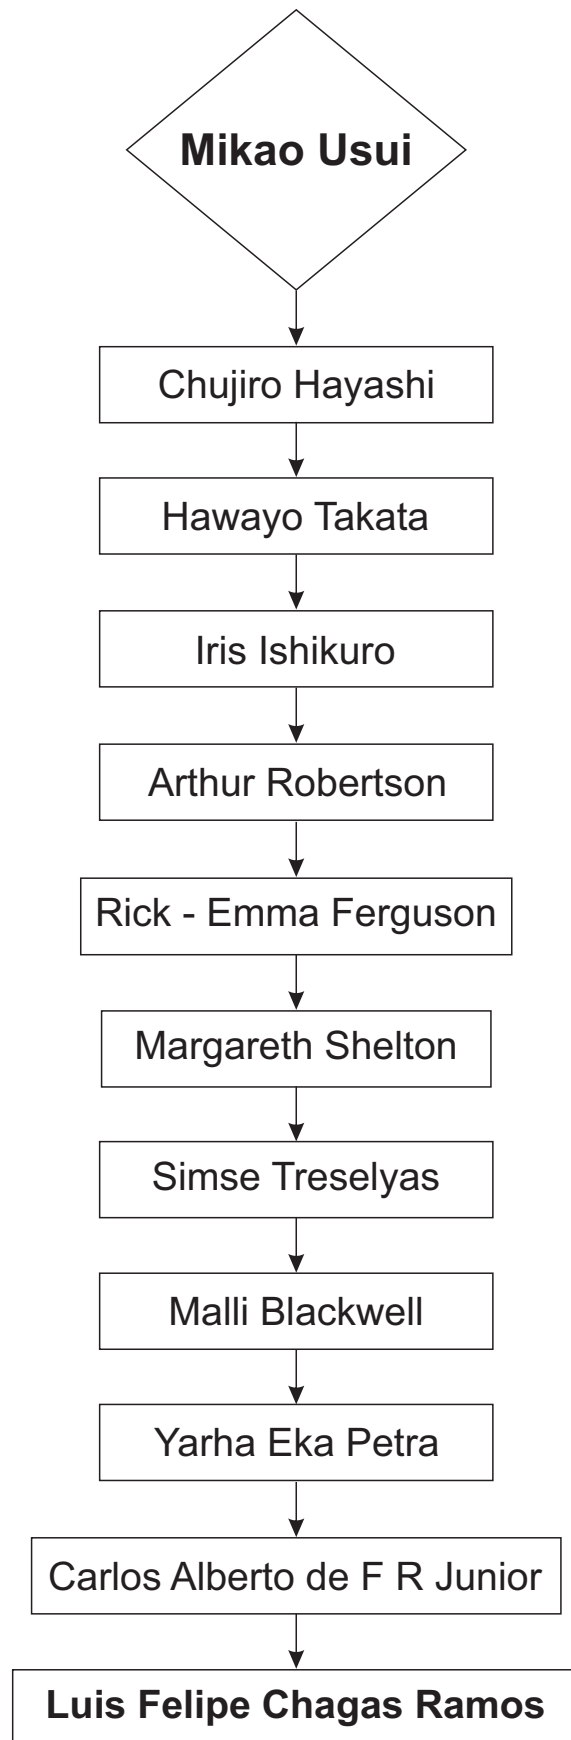 Mikao Usui
Chujiro Hayashi
Hawayo Takata
Iris Ishikuro
Arthur Robertson
Rick - Emma Ferguson
Margareth Shelton
Simse Treselyas
Malli Blackwell
Yarha Eka Petra
Carlos Alberto de F R Junior
Luis Felipe Chagas Ramos